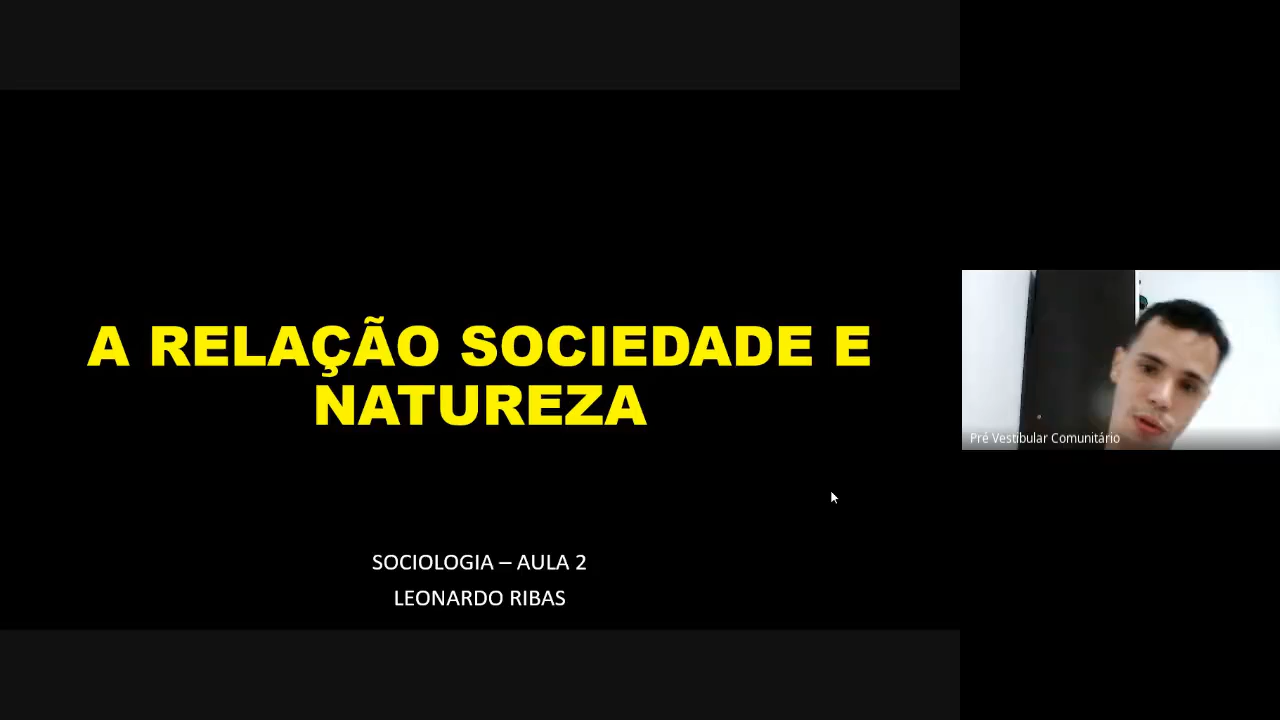 A RELAÇÃO SOCIEDADE E
NATUREZA
SOCIOLOGIA – AULA 2
LEONARDO RIBAS
Pré Vestibular Comunitário